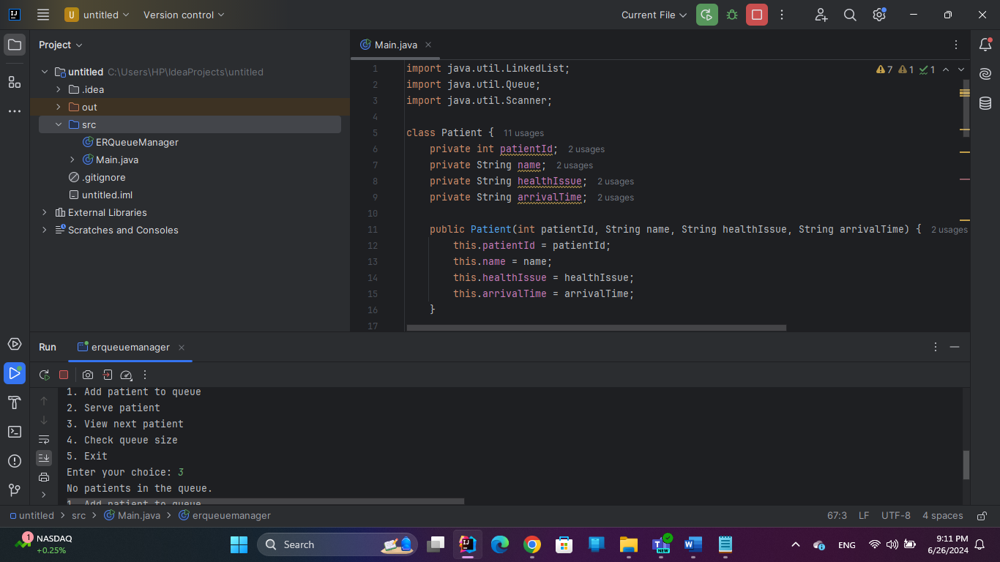 U untitled Version control Current File
Project
Main.java
untitled C:\Users\HP\IdeaProjects\untitled
.idea
out
src
ERQueueManager
Main.java
.gitignore
untitled.iml
External Libraries
Scratches and Consoles
7 1 1
1 import java.util.LinkedList;
2 import java.util.Queue;
3 import java.util.Scanner;
4
5 class Patient { 11 usages
6 private int patientId; 2 usages
7 private String name; 2 usages
8 private String healthIssue; 2 usages
9 private String arrivalTime; 2 usages
10
11 public Patient(int patientId, String name, String healthIssue, String arrivalTime) { 2 usages
12 this.patientId = patientId;
13 this.name = name;
14 this.healthIssue = healthIssue;
15 this.arrivalTime = arrivalTime;
16 }
17
Run erqueuemanager
1. Add patient to queue
2. Serve patient
3. View next patient
4. Check queue size
5. Exit
Enter your choice: 3
No patients in the queue.
1. Add patient to queue
untitled > src > Main.java > erqueuemanager 67:3 LF UTF-8 4 spaces
1 NASDAQ
+0.25%
Search
NEW
ENG
9:11 PM
6/26/2024